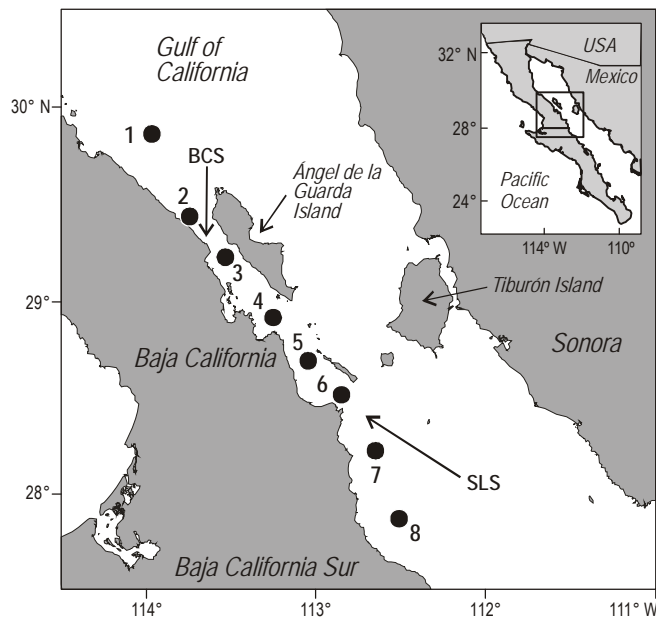 Gulf of
California
32° N
USA
Mexico
28°
24°
Pacific
Ocean
114° W
110°
30° N
1
BCS
Ángel de la
Guarda
Island
2
3
29°
4
Tiburón Island
5
Baja California
Sonora
6
7
SLS
28°
8
Baja California Sur
114°
113°
112°
111° W